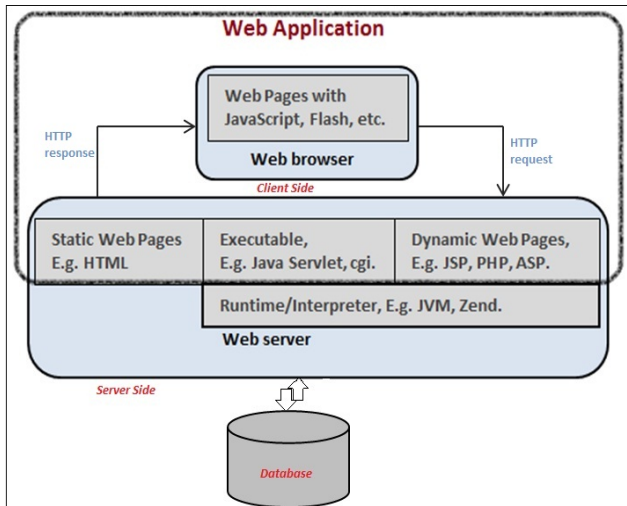 Web Application
Web Pages with
JavaScript, Flash, etc.
Web browser
HTTP
response
HTTP
request
Client Side
Static Web Pages
E.g. HTML
Executable,
E.g. Java Servlet, cgi.
Dynamic Web Pages,
E.g. JSP, PHP, ASP.
Runtime/Interpreter, E.g. JVM, Zend.
Web server
Server Side
Database